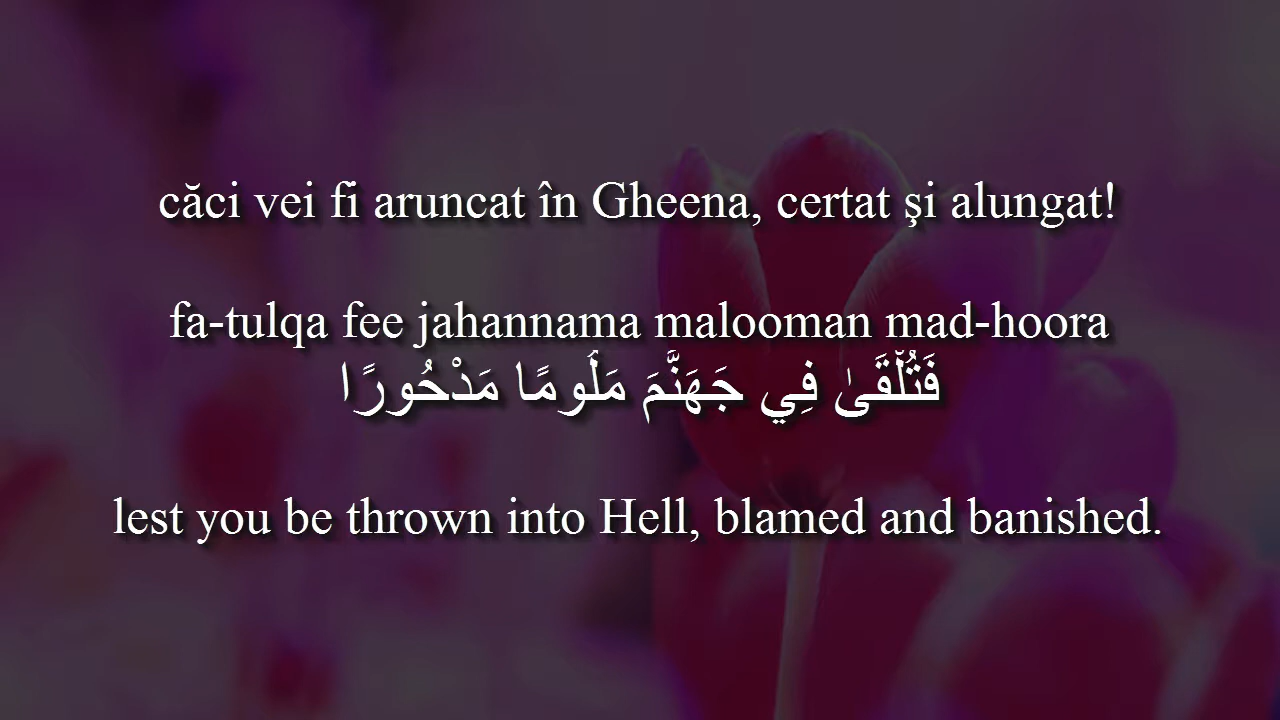 căci vei fi aruncat în Gheena, certat şi alungat!
fa-tulqa fee jahannama malooman mad-hoora
فَتُلْقَىٰ فِي جَهَنَّمَ مَلُومًا مَدْحُورًا
lest you be thrown into Hell, blamed and banished.